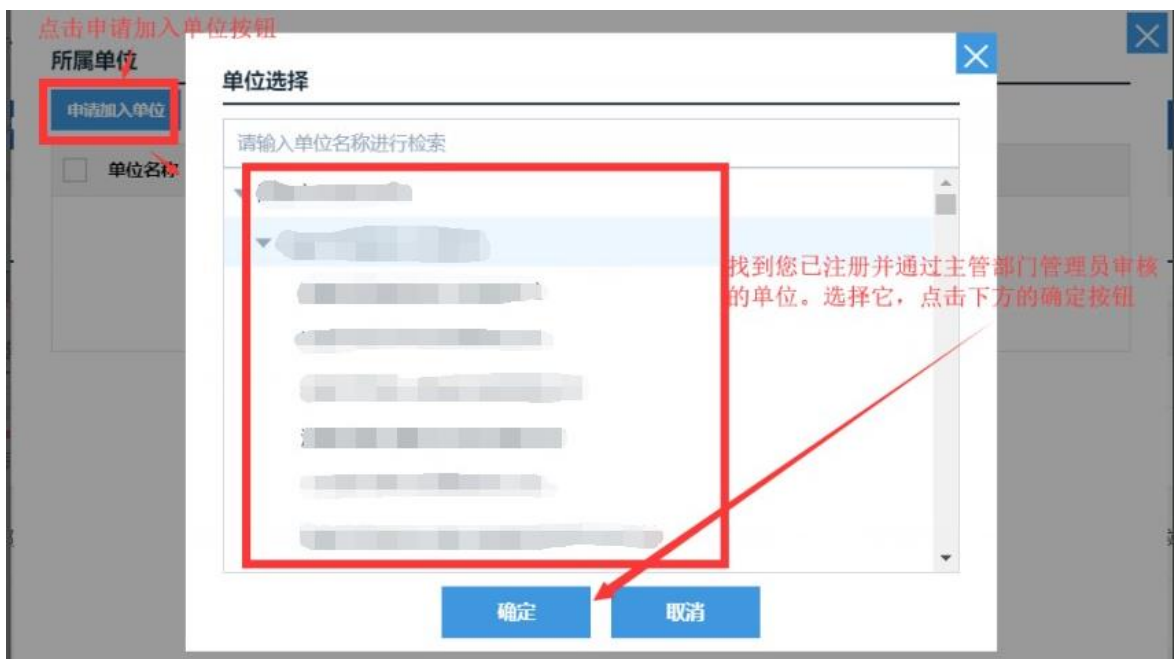 点击申请加入单位按钮
所属单位
单位选择
申请加入单位
请输入单位名称进行检索
单位名称
找到您已注册并通过主管部门管理员审核
的单位。选择它，点击下方的确定按钮
确定
取消